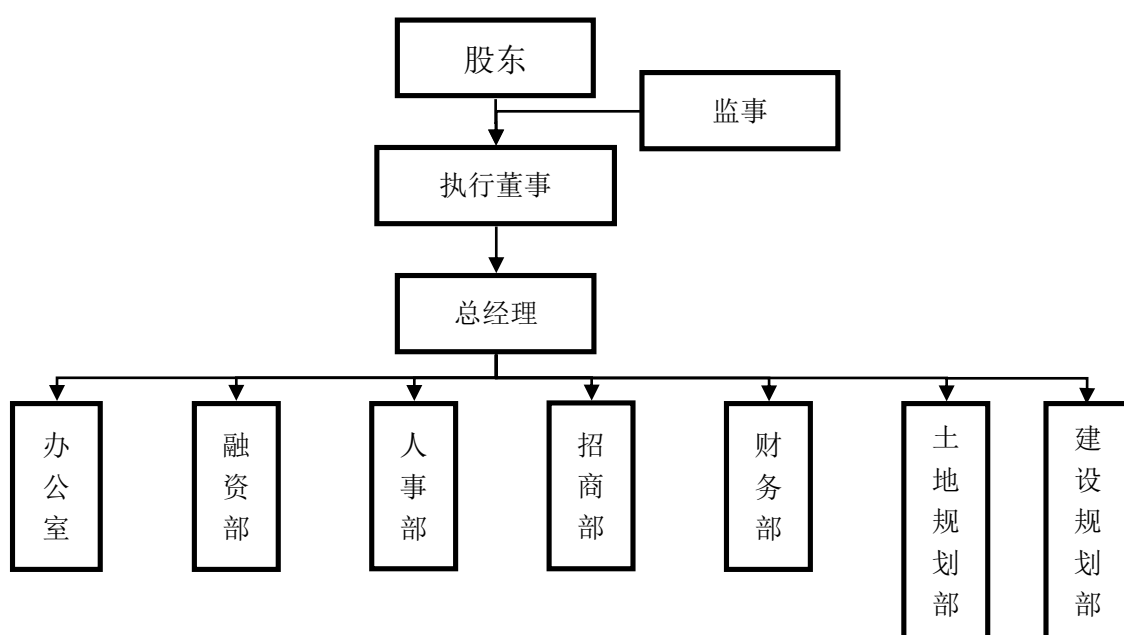 股东
监事
执行董事
总经理
办公室
融资部
人事部
招商部
财务部
土地规划部
建设规划部